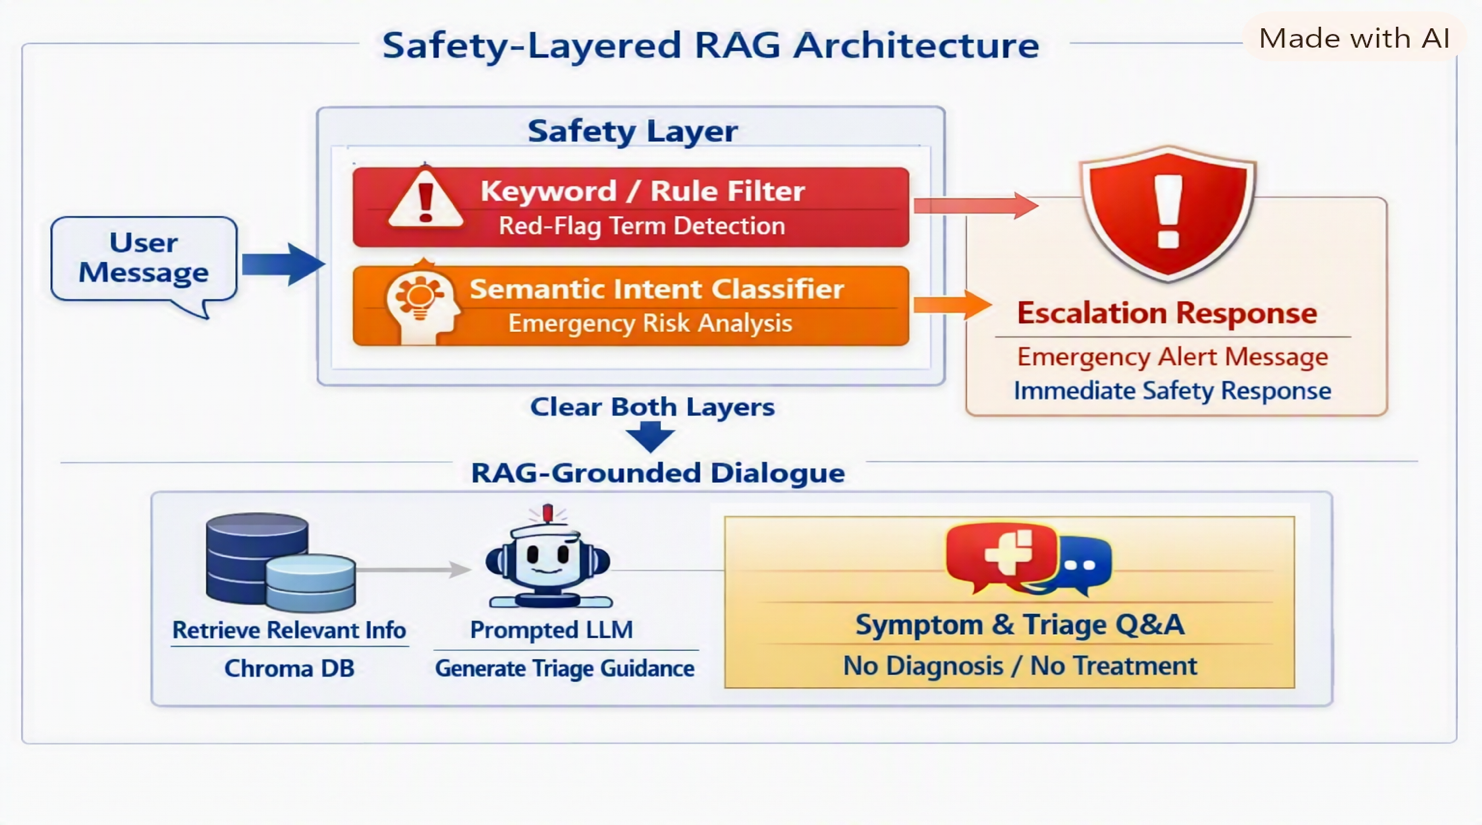 Safety-Layered RAG Architecture
Made with AI
Safety Layer
Keyword / Rule Filter
Red-Flag Term Detection
User
Message
Semantic Intent Classifier
Emergency Risk Analysis
Escalation Response
Emergency Alert Message
Immediate Safety Response
Clear Both Layers
RAG-Grounded Dialogue
Retrieve Relevant Info
Chroma DB
Prompted LLM
Generate Triage Guidance
Symptom & Triage Q&A
No Diagnosis / No Treatment